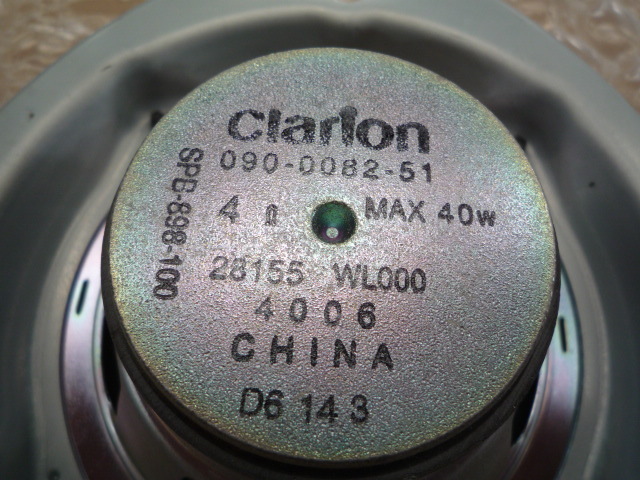 Clarion
090-0082-51
SPB-898-100
4 Ω MAX 40w
28155 WL000
4006
CHINA
D6 14 3